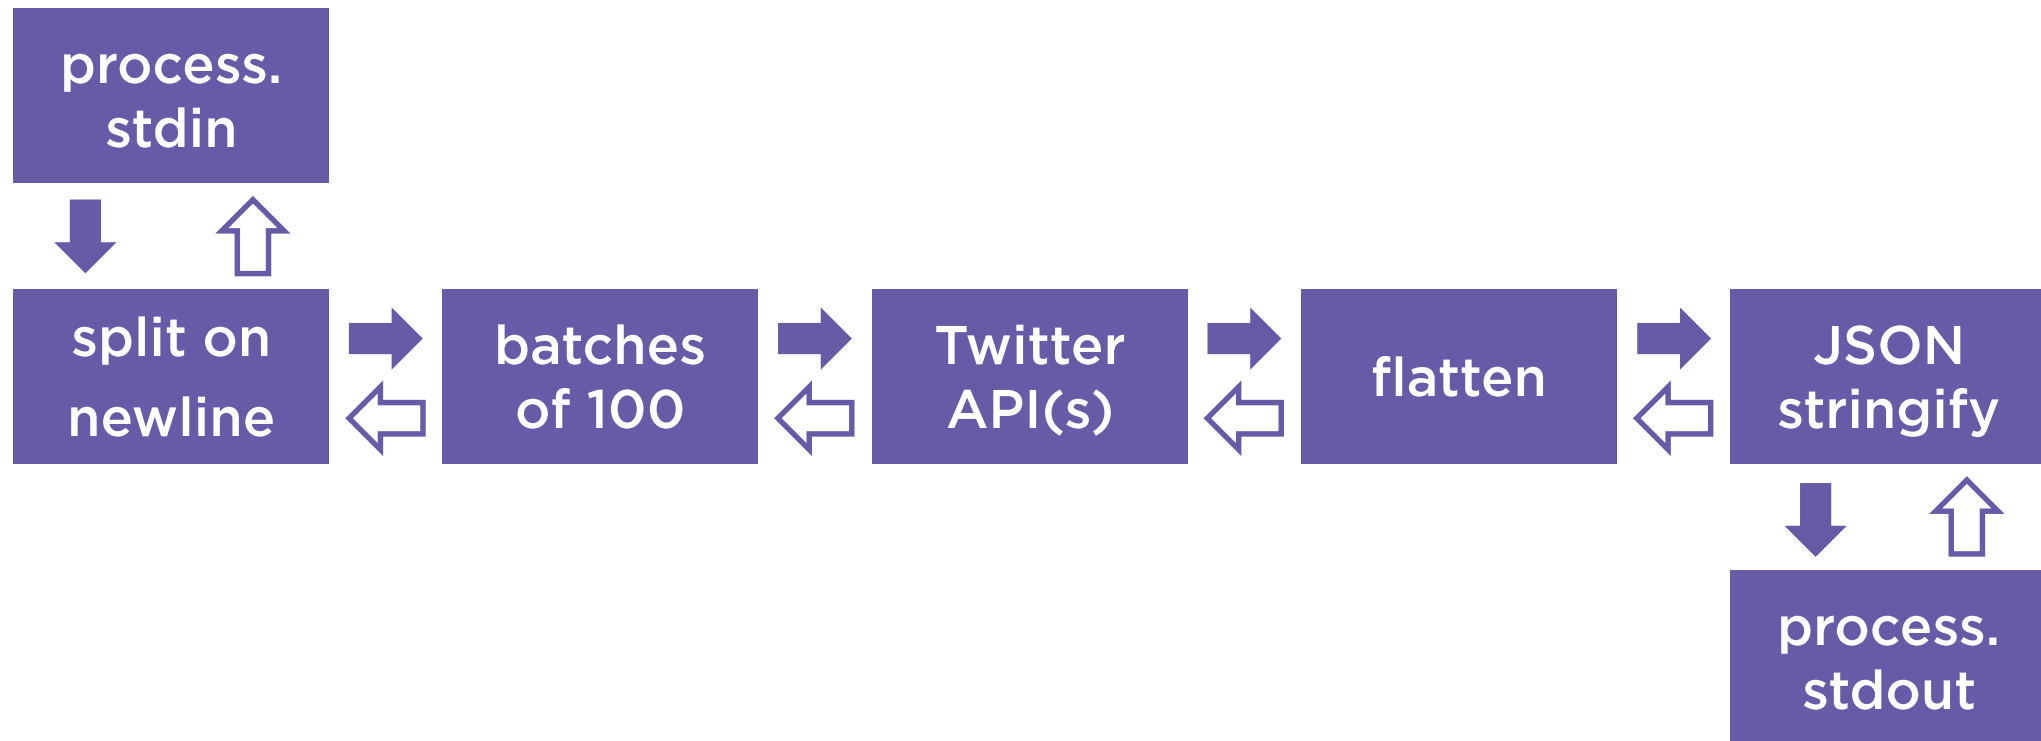 process.
stdin
split on
newline
batches
of 100
Twitter
API(s)
flatten
JSON
stringify
process.
stdout